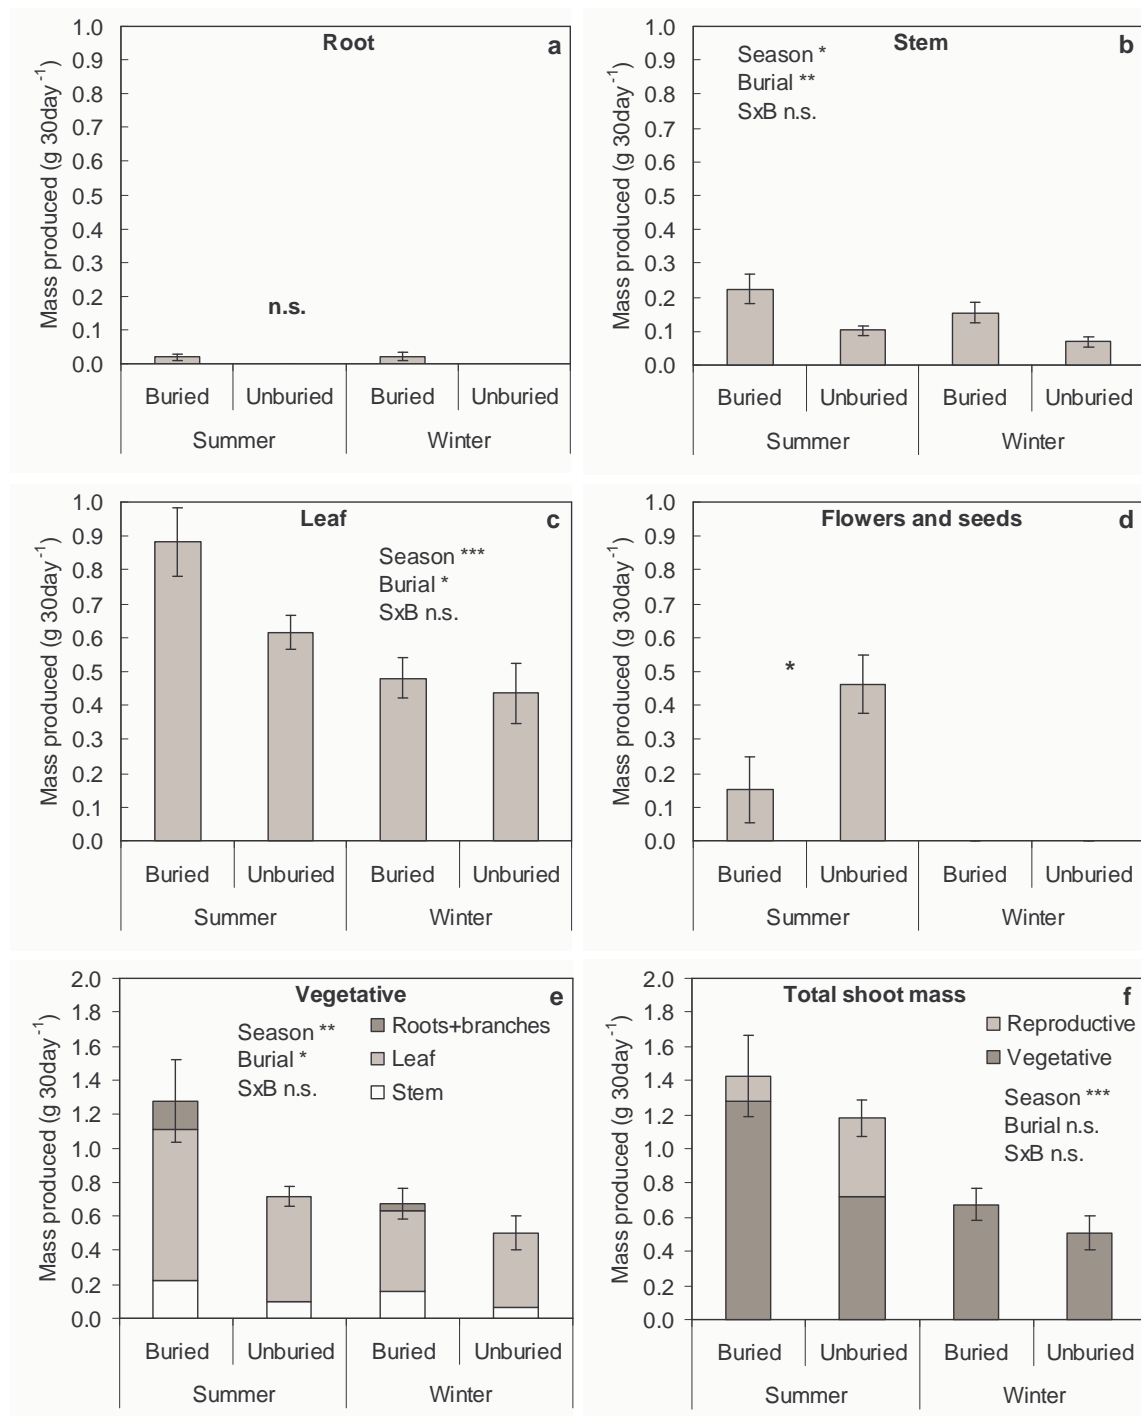 Root a
Mass produced (g 30day-1)
1.0
0.9
0.8
0.7
0.6
0.5
0.4
0.3
0.2
0.1
0.0
n.s.
Buried Unburied Buried Unburied
Summer Winter
Stem b
Mass produced (g 30day-1)
1.0
0.9
0.8
0.7
0.6
0.5
0.4
0.3
0.2
0.1
0.0
Season *
Burial **
SxB n.s.
Buried Unburied Buried Unburied
Summer Winter
Leaf c
Mass produced (g 30day-1)
1.0
0.9
0.8
0.7
0.6
0.5
0.4
0.3
0.2
0.1
0.0
Season ***
Burial *
SxB n.s.
Buried Unburied Buried Unburied
Summer Winter
Flowers and seeds d
Mass produced (g 30day-1)
1.0
0.9
0.8
0.7
0.6
0.5
0.4
0.3
0.2
0.1
0.0
*
Buried Unburied Buried Unburied
Summer Winter
Vegetative e
Mass produced (g 30day-1)
2.0
1.8
1.6
1.4
1.2
1.0
0.8
0.6
0.4
0.2
0.0
Season **
Burial *
SxB n.s.
Roots+branches
Leaf
Stem
Buried Unburied Buried Unburied
Summer Winter
Total shoot mass f
Mass produced (g 30day-1)
2.0
1.8
1.6
1.4
1.2
1.0
0.8
0.6
0.4
0.2
0.0
Reproductive
Vegetative
Season ***
Burial n.s.
SxB n.s.
Buried Unburied Buried Unburied
Summer Winter